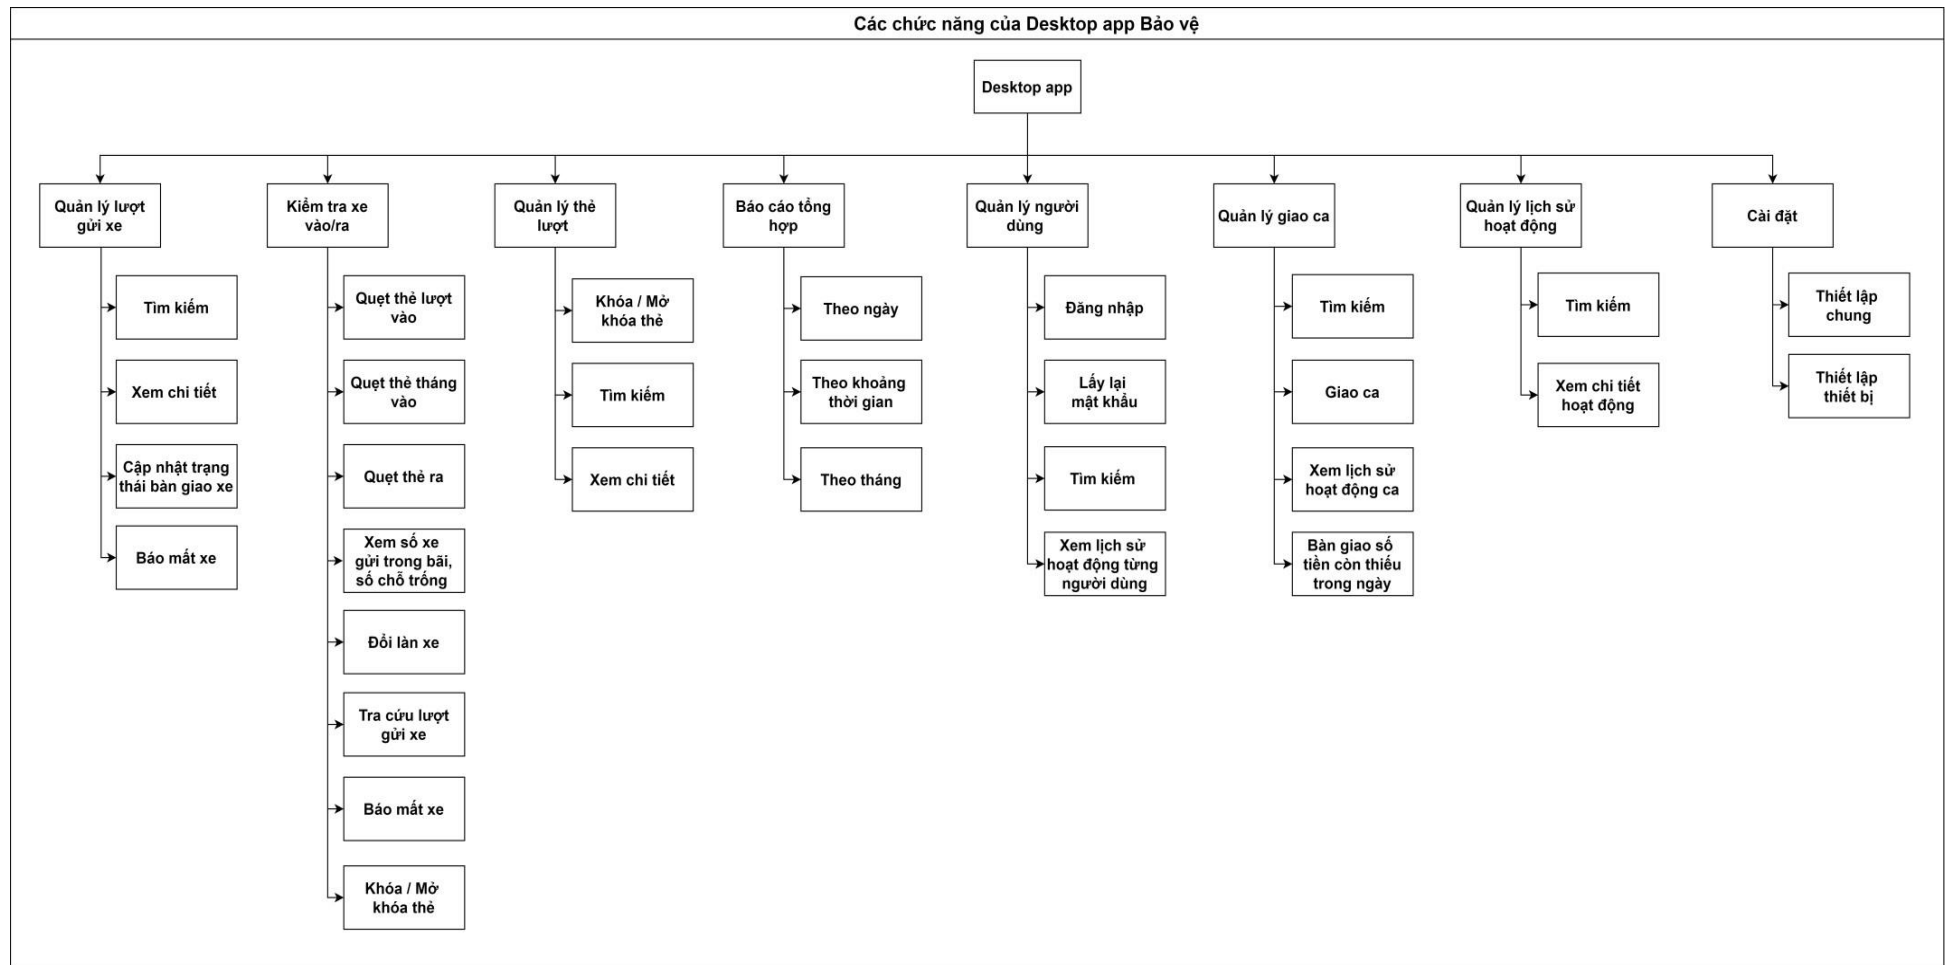 Các chức năng của Desktop app Bảo vệ
Desktop app
Quản lý lượt
gửi xe
Kiểm tra xe
vào/ra
Quản lý thẻ
lượt
Báo cáo tổng
hợp
Quản lý người
dùng
Quản lý giao ca
Quản lý lịch sử
hoạt động
Cài đặt
Tìm kiếm
Xem chi tiết
Cập nhật trạng
thái bàn giao xe
Báo mất xe
Quẹt thẻ lượt
vào
Quẹt thẻ tháng
vào
Quẹt thẻ ra
Xem số xe
gửi trong bãi,
số chỗ trống
Đổi làn xe
Tra cứu lượt
gửi xe
Báo mất xe
Khóa / Mở
khóa thẻ
Khóa / Mở
khóa thẻ
Tìm kiếm
Xem chi tiết
Theo ngày
Theo khoảng
thời gian
Theo tháng
Đăng nhập
Lấy lại
mật khẩu
Tìm kiếm
Xem lịch sử
hoạt động từng
người dùng
Tìm kiếm
Giao ca
Xem lịch sử
hoạt động ca
Bàn giao số
tiền còn thiếu
trong ngày
Tìm kiếm
Xem chi tiết
hoạt động
Thiết lập
chung
Thiết lập
thiết bị